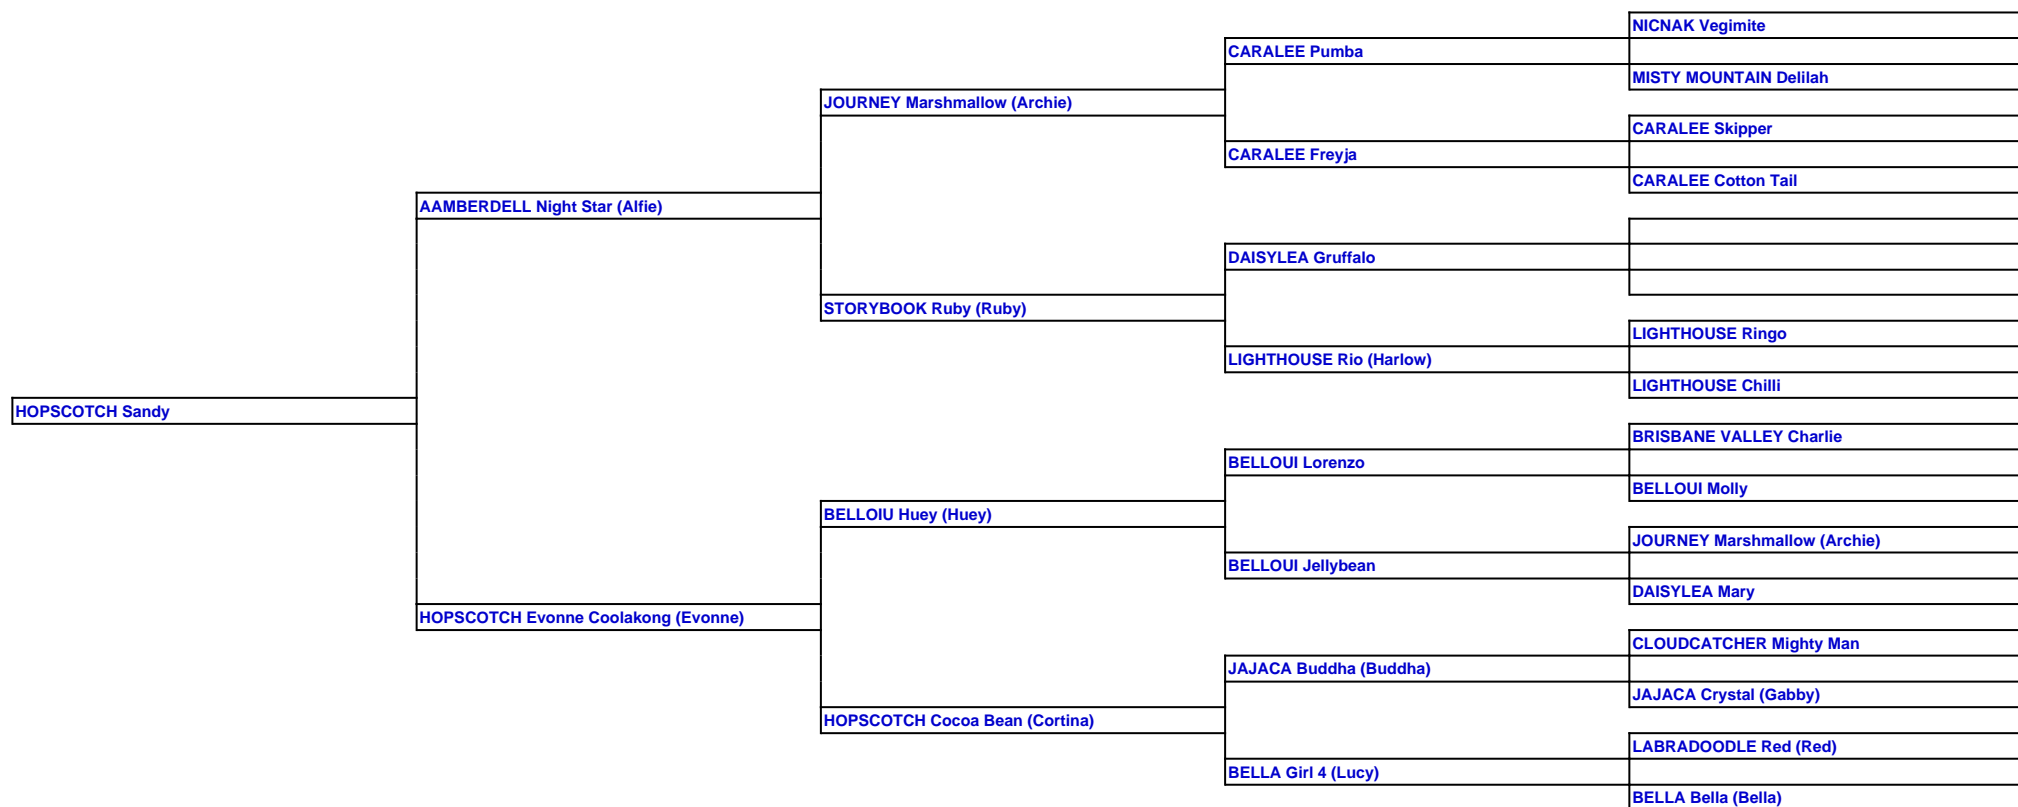 NICNAK Vegimite
CARALEE Pumba
MISTY MOUNTAIN Delilah
JOURNEY Marshmallow (Archie)
CARALEE Skipper
CARALEE Freyja
CARALEE Cotton Tail
AAMBERDELL Night Star (Alfie)
DAISYLEA Gruffalo
STORYBOOK Ruby (Ruby)
LIGHTHOUSE Ringo
LIGHTHOUSE Rio (Harlow)
LIGHTHOUSE Chilli
HOPSCOTCH Sandy
BRISBANE VALLEY Charlie
BELLOUI Lorenzo
BELLOUI Molly
BELLOIU Huey (Huey)
JOURNEY Marshmallow (Archie)
BELLOUI Jellybean
DAISYLEA Mary
HOPSCOTCH Evonne Coolakong (Evonne)
CLOUDCATCHER Mighty Man
JAJACA Buddha (Buddha)
JAJACA Crystal (Gabby)
HOPSCOTCH Cocoa Bean (Cortina)
LABRADOODLE Red (Red)
BELLA Girl 4 (Lucy)
BELLA Bella (Bella)